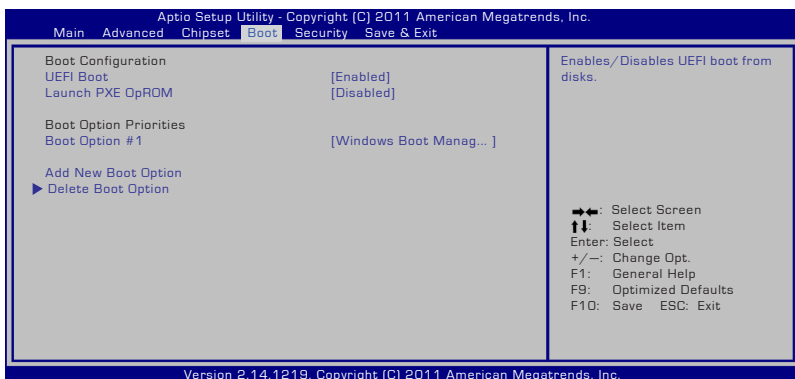 Aptio Setup Utility - Copyright (C) 2011 American Megatrends, Inc.
Main Advanced Chipset Boot Security Save & Exit
Boot Configuration
UEFI Boot [Enabled]
Launch PXE OpROM [Disabled]
Boot Option Priorities
Boot Option #1 [Windows Boot Manag... ]
Add New Boot Option
▶ Delete Boot Option
Enables/Disables UEFI boot from
disks.
→←: Select Screen
↑↓: Select Item
Enter: Select
+/—: Change Opt.
F1: General Help
F9: Optimized Defaults
F10: Save ESC: Exit
Version 2.14.1219. Copyright (C) 2011 American Megatrends, Inc.